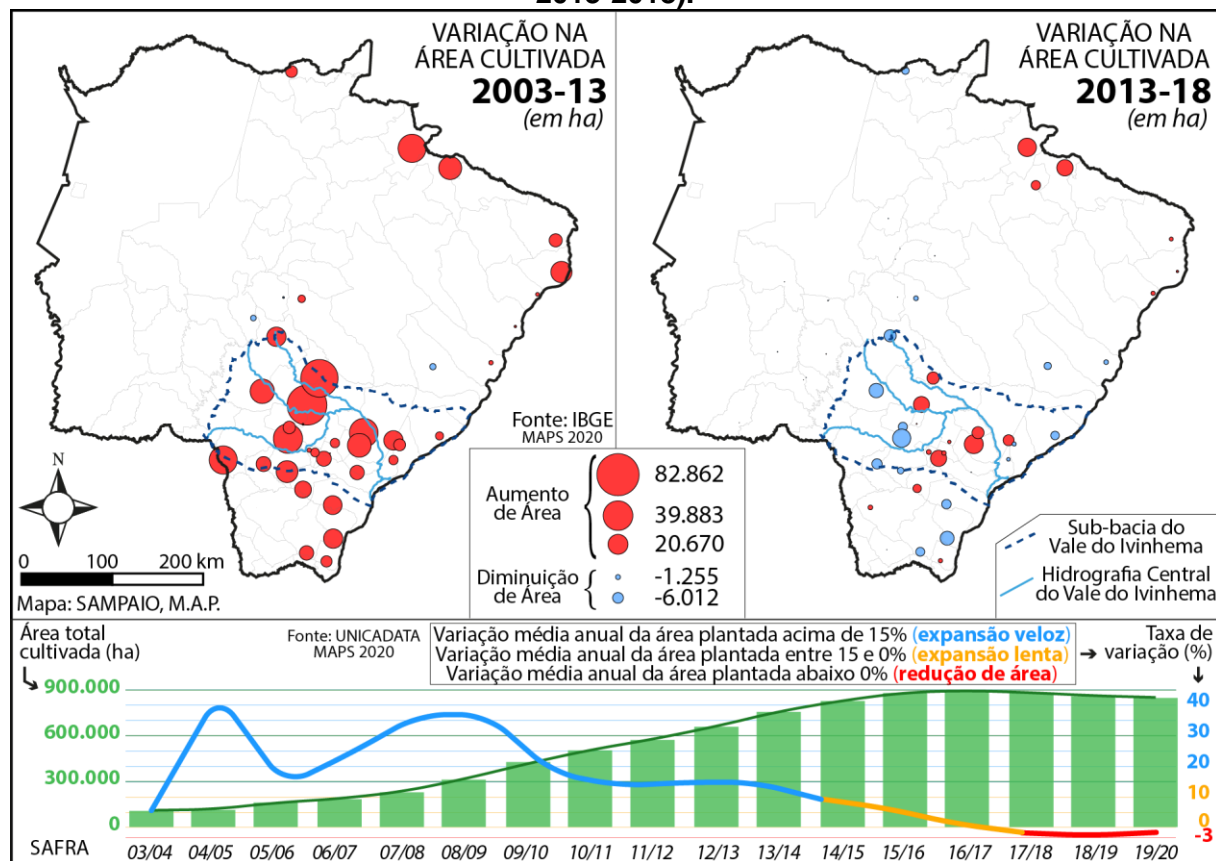 2013-2018).
VARIAÇÃO NA
ÁREA CULTIVADA
2003-13
(em ha)
VARIAÇÃO NA
ÁREA CULTIVADA
2013-18
(em ha)
Fonte: IBGE
MAPS 2020
N
0 100 200 km
Mapa: SAMPAIO, M.A.P.
Aumento
de Área
82.862
39.883
20.670
Diminuição
de Área
-1.255
-6.012
Sub-bacia do
Vale do Ivinhema
Hidrografia Central
do Vale do Ivinhema
Área total
cultivada (ha)
Fonte: UNICADATA
MAPS 2020
Variação média anual da área plantada acima de 15% (expansão veloz)
Variação média anual da área plantada entre 15 e 0% (expansão lenta)
Variação média anual da área plantada abaixo 0% (redução de área)
Taxa de
variação (%)
900.000
600.000
300.000
0
40
30
20
10
0
-3
SAFRA 03/04 04/05 05/06 06/07 07/08 08/09 09/10 10/11 11/12 12/13 13/14 14/15 15/16 16/17 17/18 18/19 19/20